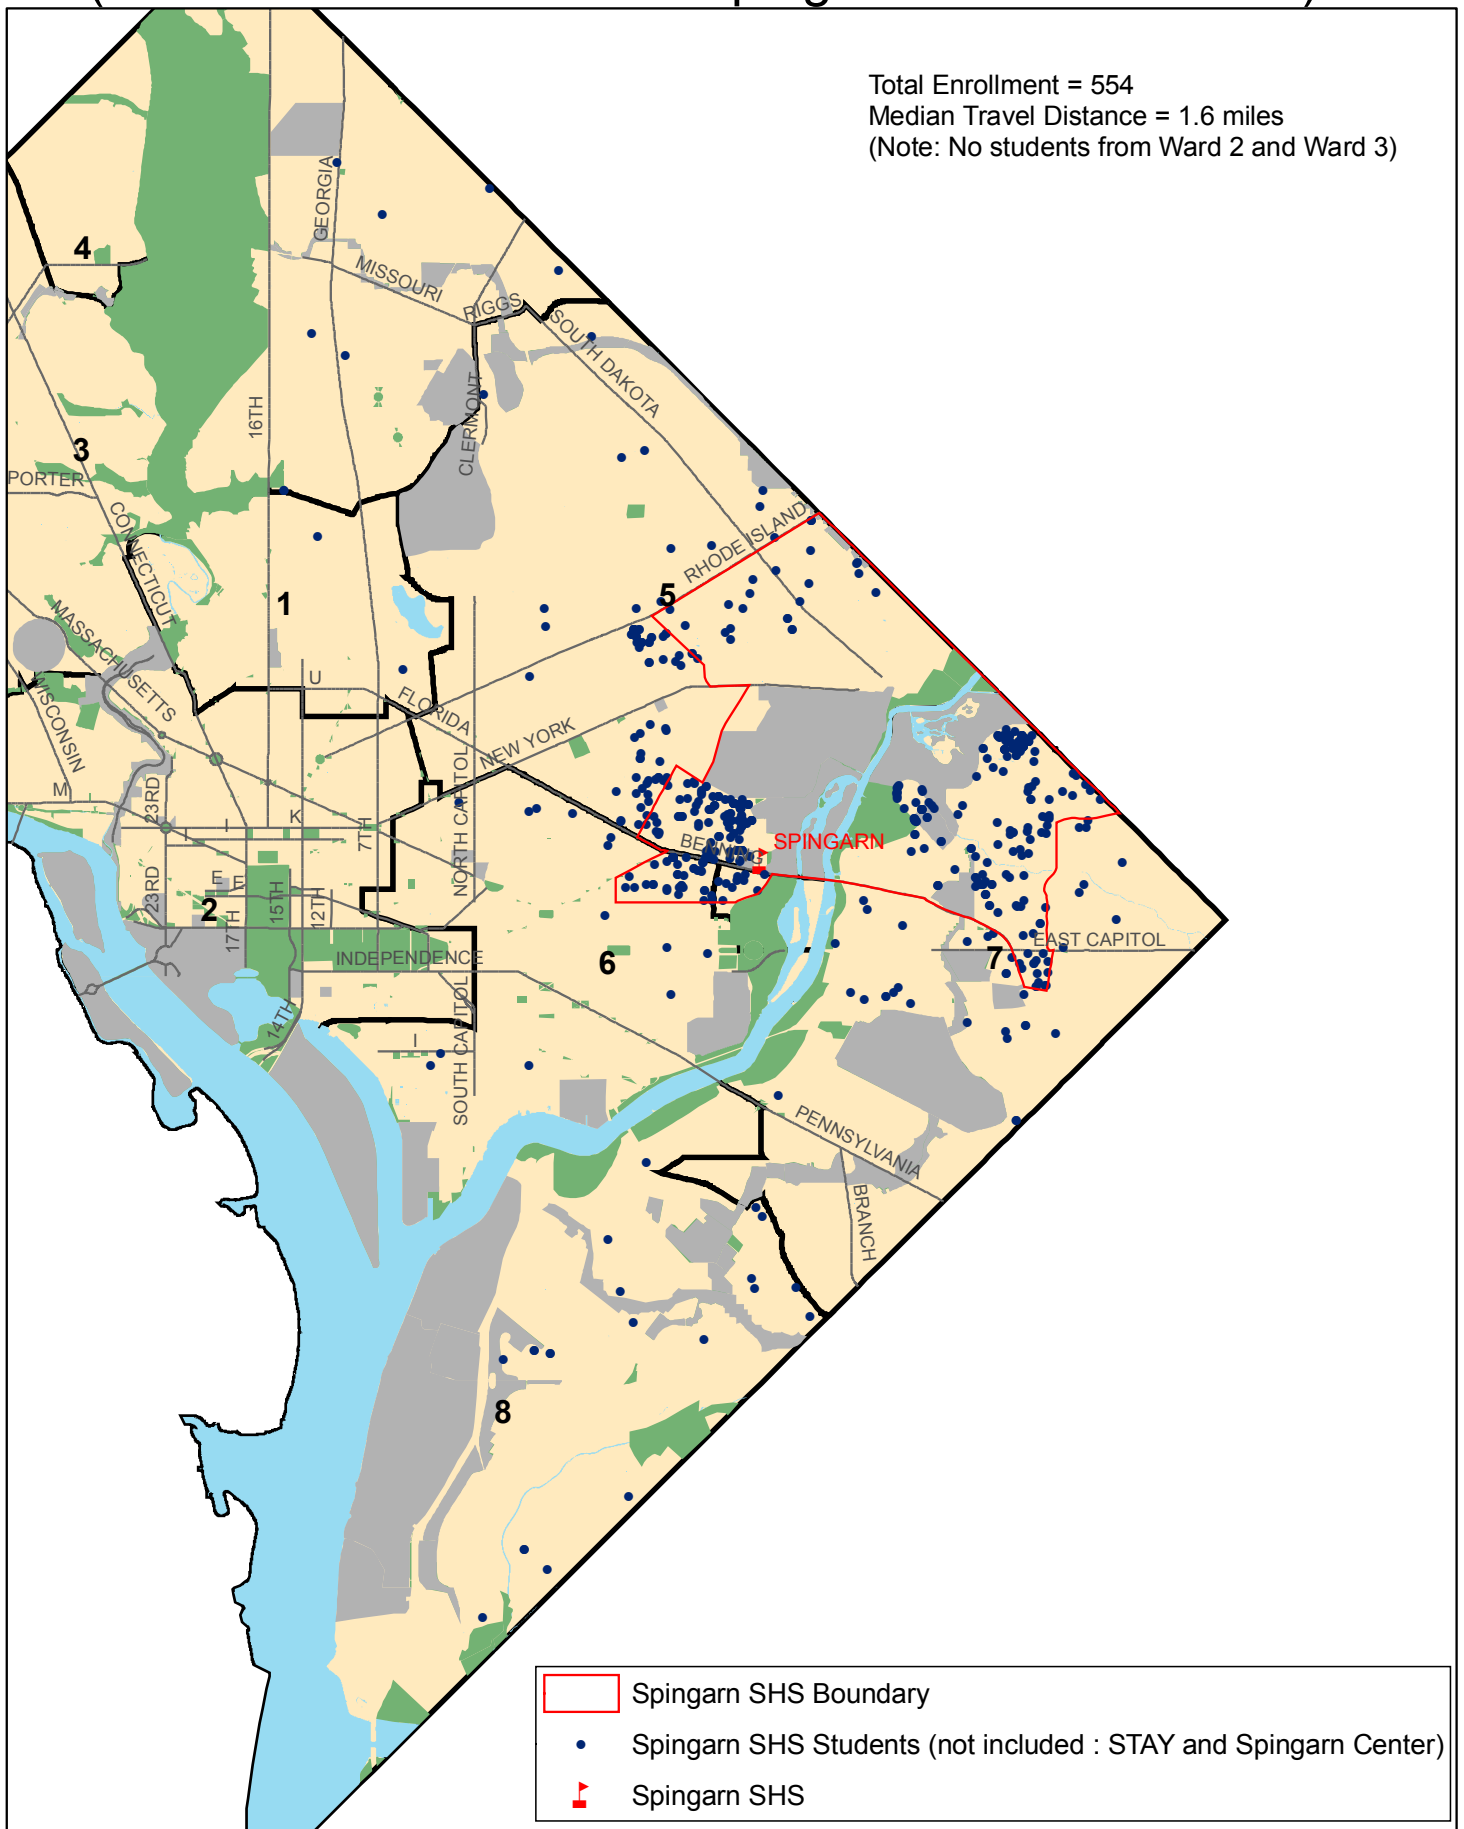 Total Enrollment = 554
Median Travel Distance = 1.6 miles
(Note: No students from Ward 2 and Ward 3)
GEORGIA
4
MISSOURI
RIGGS
SOUTH DAKOTA
16TH
CLERMONT
3
PORTER
CONNECTICUT
RHODE ISLAND
5
1
MASSACHUSETTS
U
WISCONSIN
FLORIDA
NEW YORK
M
23RD
NORTH CAPITOL
I
K
I
7TH
BENNING
SPINGARN
E
E
23RD
15TH
12TH
2
17TH
EAST CAPITOL
INDEPENDENCE
6
7
14TH
SOUTH CAPITOL
I
PENNSYLVANIA
BRANCH
8
Spingarn SHS Boundary
Spingarn SHS Students (not included : STAY and Spingarn Center)
Spingarn SHS